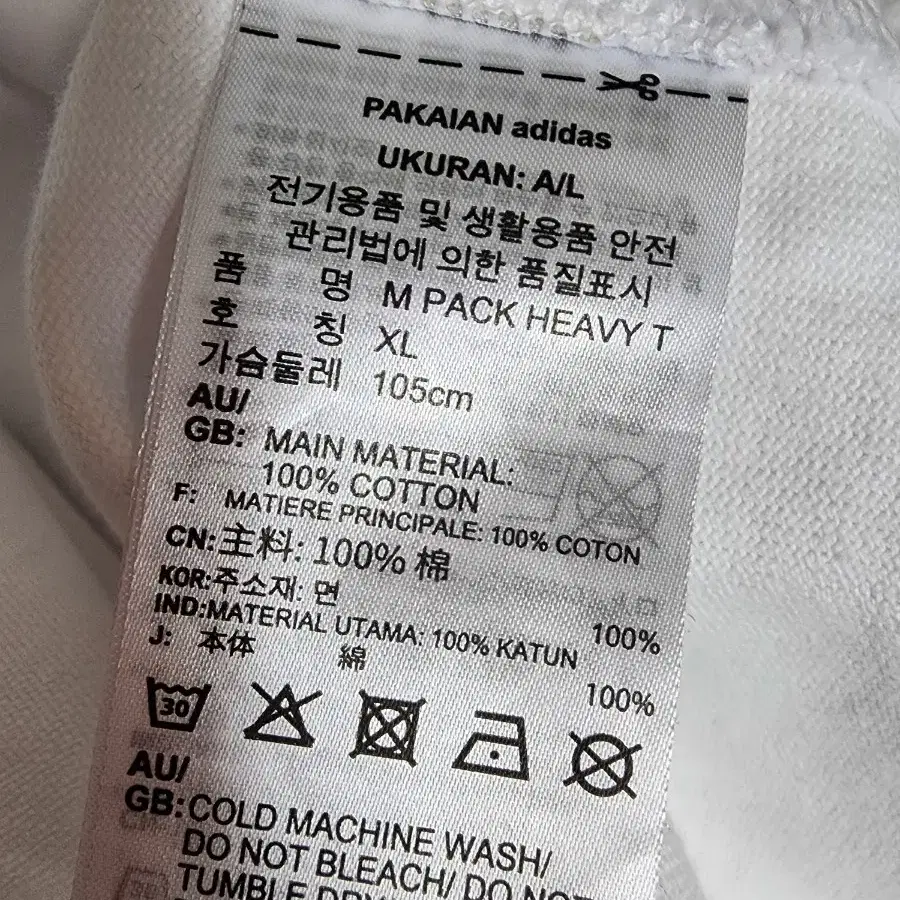 PAKAIAN adidas
UKURAN: A/L
전기용품 및 생활용품 안전
관리법에 의한 품질표시
품 명 M PACK HEAVY T
호 칭 XL
가슴둘레 105cm
AU/
GB: MAIN MATERIAL:
100% COTTON
F: MATIERE PRINCIPALE: 100% COTON
CN:主料: 100% 棉
KOR:주소재: 면 100%
IND:MATERIAL UTAMA: 100% KATUN
J: 本体 綿 100%
30
AU/
GB:COLD MACHINE WASH/
DO NOT BLEACH/ DO NOT
TUMBLE DRY/